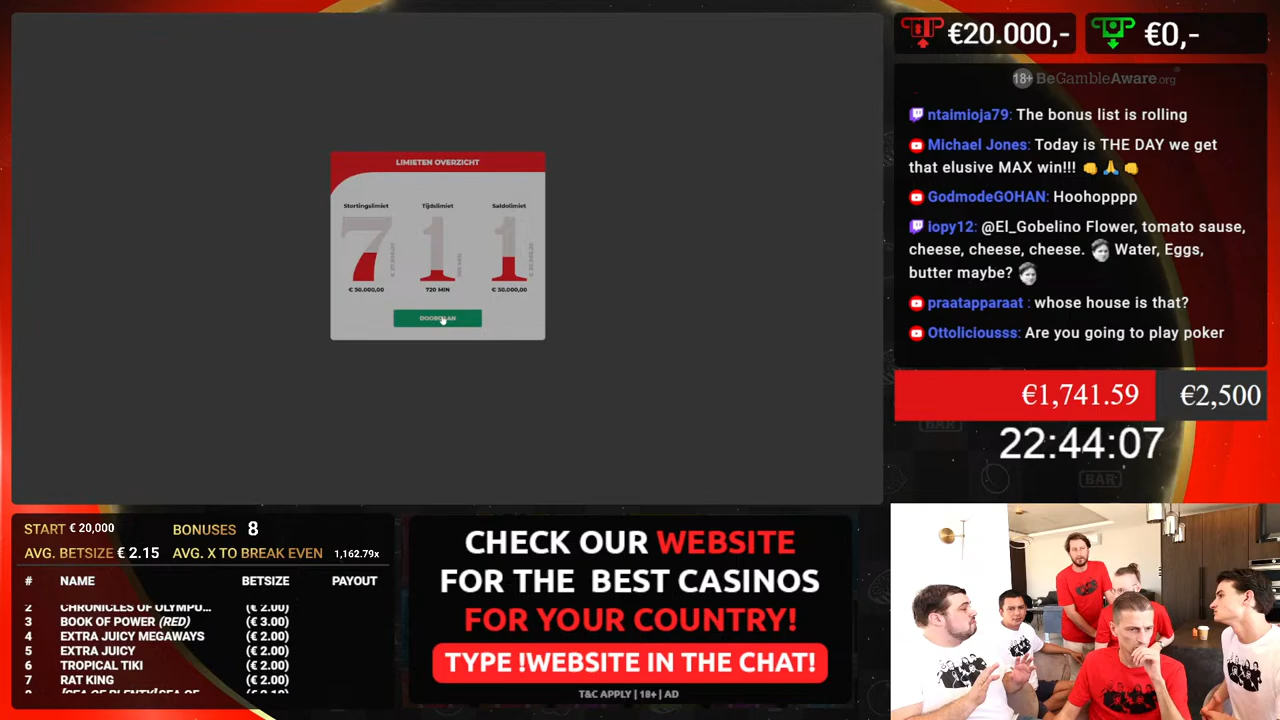 LIMIETEN OVERZICHT
Stortingslimiet Tijdslimiet Saldolimiet
7 1 1
€ 50.000,00 720 MIN € 50.000,00
START € 20,000 BONUSES 8
AVG. BETSIZE € 2.15 AVG. X TO BREAK EVEN 1,162.79x
# NAME BETSIZE PAYOUT
2 CHRONICLES OF OLYMPU... (€ 2.00)
3 BOOK OF POWER (RED) (€ 3.00)
4 EXTRA JUICY MEGAWAYS (€ 2.00)
5 EXTRA JUICY (€ 2.00)
6 TROPICAL TIKI (€ 2.00)
7 RAT KING (€ 2.00)
CHECK OUR WEBSITE
FOR THE BEST CASINOS
FOR YOUR COUNTRY!
TYPE !WEBSITE IN THE CHAT!
T&C APPLY | 18+ | AD
€20.000,- €0,-
18+ BeGambleAware.org
ntaimioja79: The bonus list is rolling
Michael Jones: Today is THE DAY we get
that elusive MAX win!!! 👊 🙏 👊
GodmodeGOHAN: Hoohopppp
iopy12: @El_Gobelino Flower, tomato sause,
cheese, cheese, cheese. Water, Eggs,
butter maybe?
praatapparaat : whose house is that?
Ottoliciousss: Are you going to play poker
€1,741.59 €2,500
BAR
22:44:07
BAR